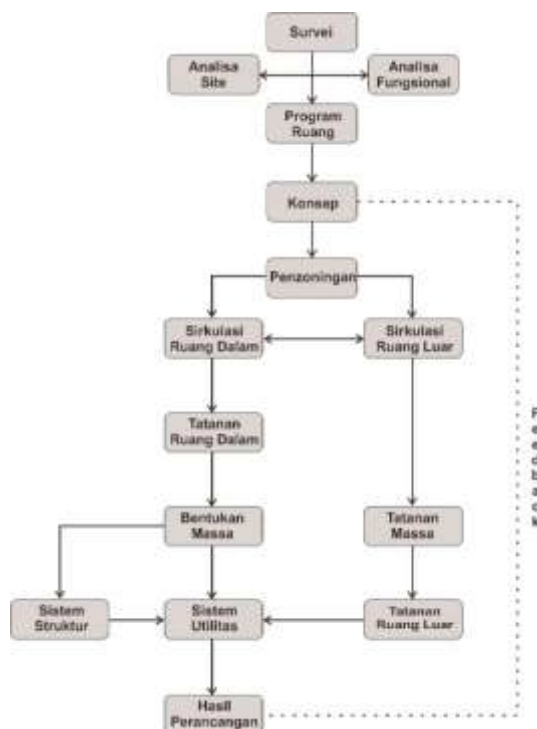 Survei
Analisa
Site
Analisa
Fungsional
Program
Ruang
Konsep
Penzoningan
Sirkulasi
Ruang Dalam
Sirkulasi
Ruang Luar
Tatanan
Ruang Dalam
Bentukan
Massa
Tatanan
Massa
Sistem
Struktur
Sistem
Utilitas
Tatanan
Ruang Luar
Hasil
Perancangan